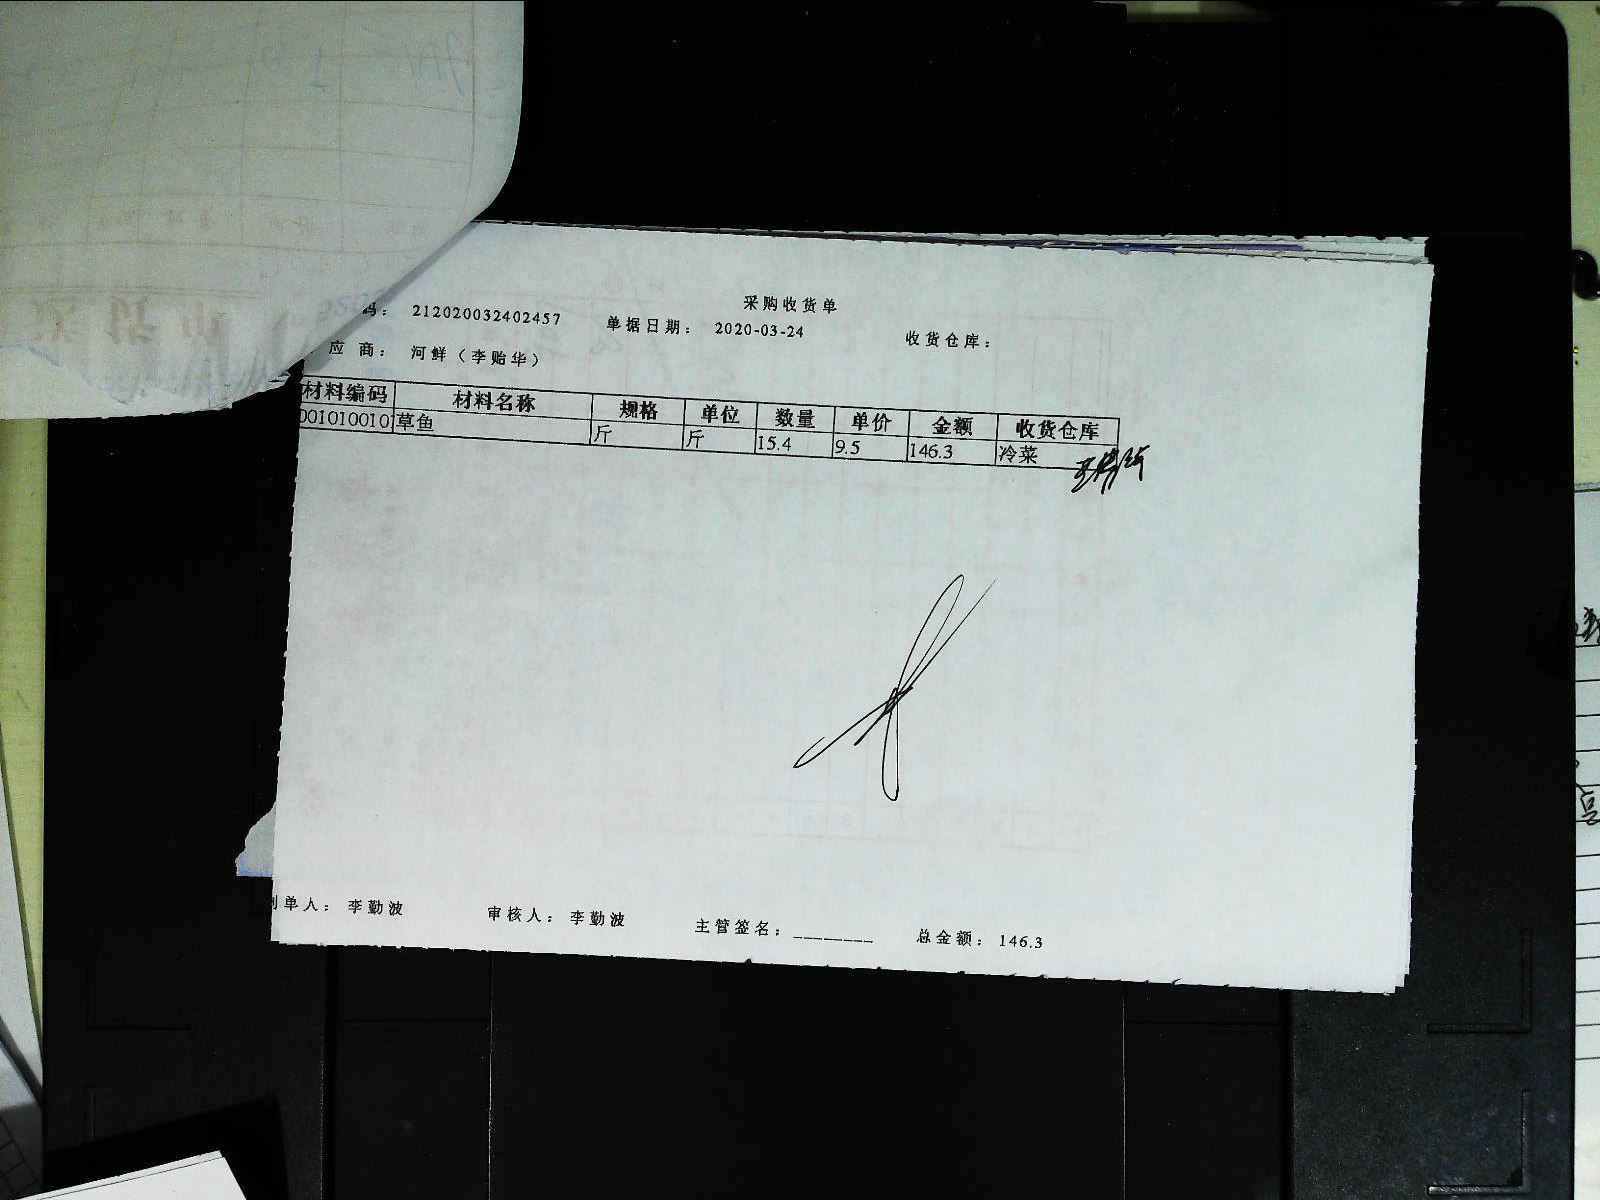 采购收货单
码： 212020032402457 单据日期： 2020-03-24 收货仓库：
应商： 河鲜（李贻华）
材料编码 材料名称 规格 单位 数量 单价 金额 收货仓库
001010010 草鱼 斤 斤 15.4 9.5 146.3 冷菜
制单人： 李勤波 审核人： 李勤波 主管签名：________ 总金额： 146.3